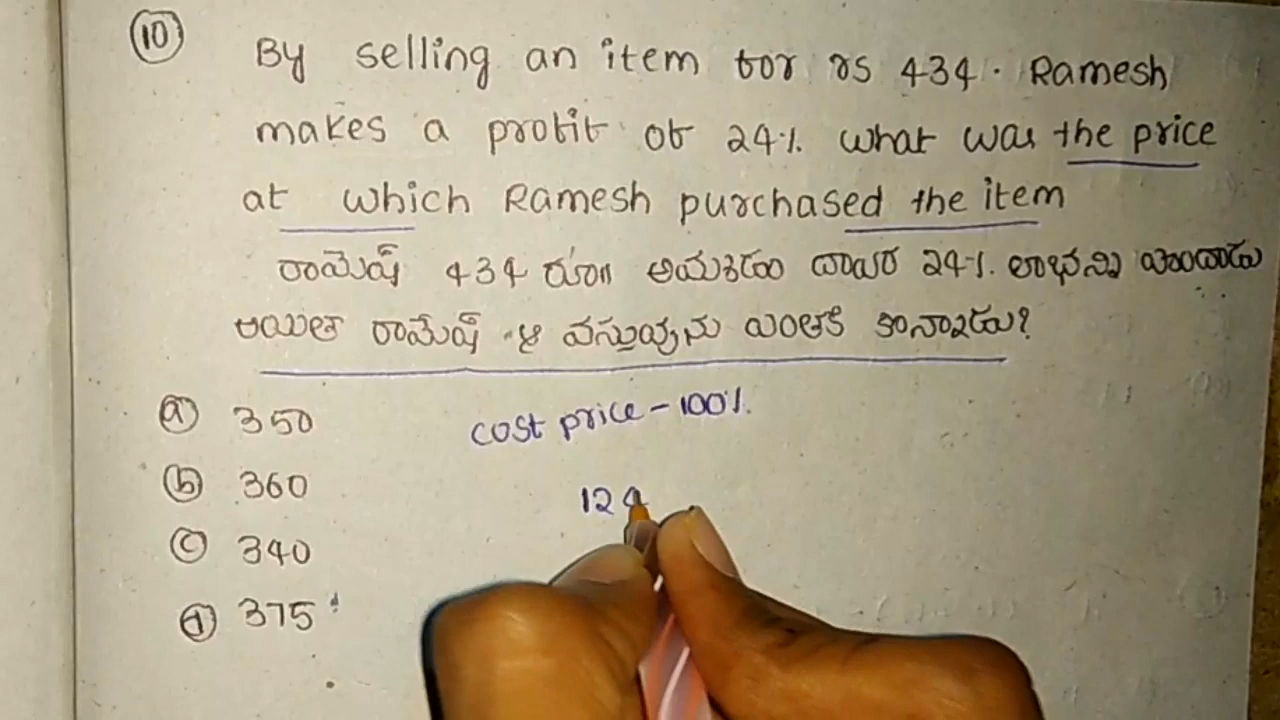 10
By selling an item for rs 434. Ramesh
makes a profit of 24%. what was the price
at which Ramesh purchased the item
రామేష్ 434 రూ॥ అమ్మకం ద్వారా 24%. లాభాన్ని పొందాడు
అయితే రామేష్ ఆ వస్తువును ఎంతకి కొన్నాడు?
a 350
cost price - 100%.
b 360
124
c 340
d 375